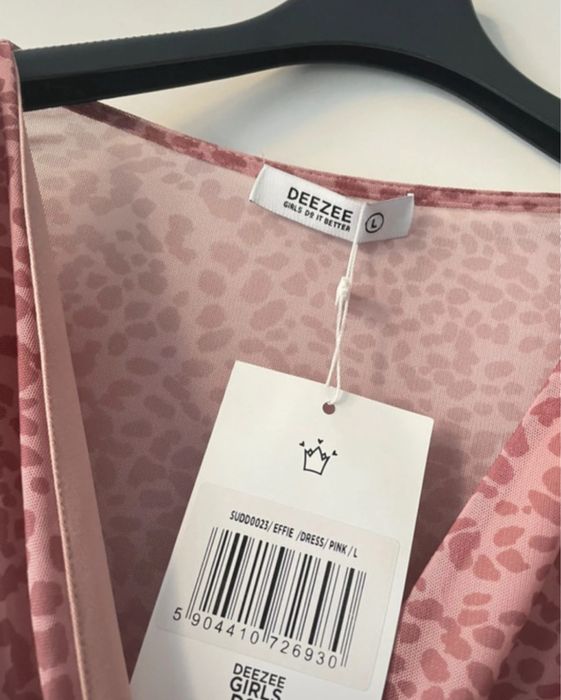 DEEZEE
GIRLS DO IT BETTER
L
SUDD0023/ EFFIE /DRESS/ PINK / L
5 904410 726930
DEEZEE
GIRLS